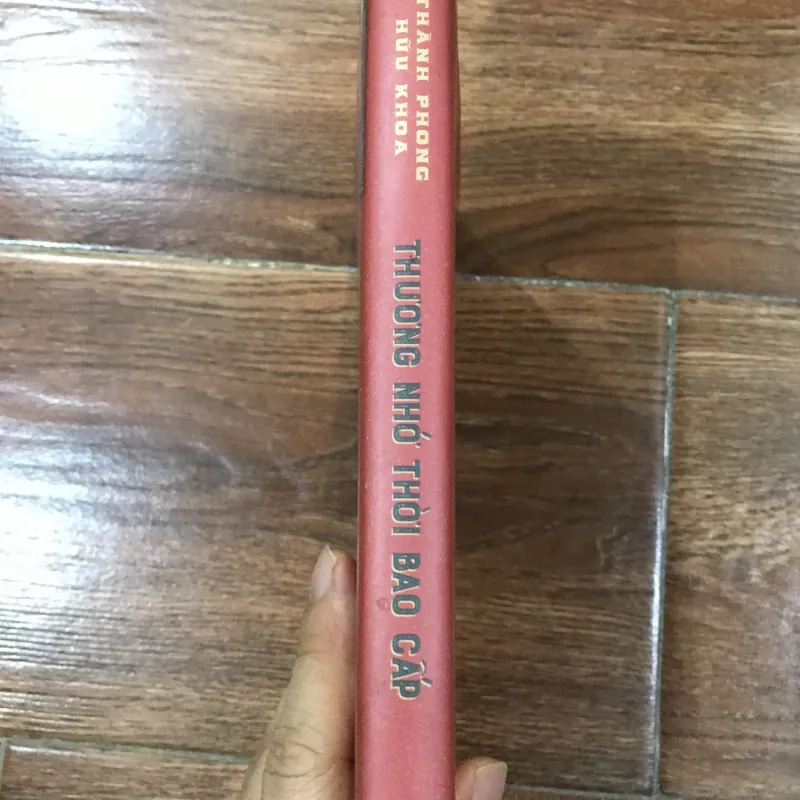 THÀNH PHONG
HỮU KHOA
THƯƠNG NHỚ THỜI BAO CẤP